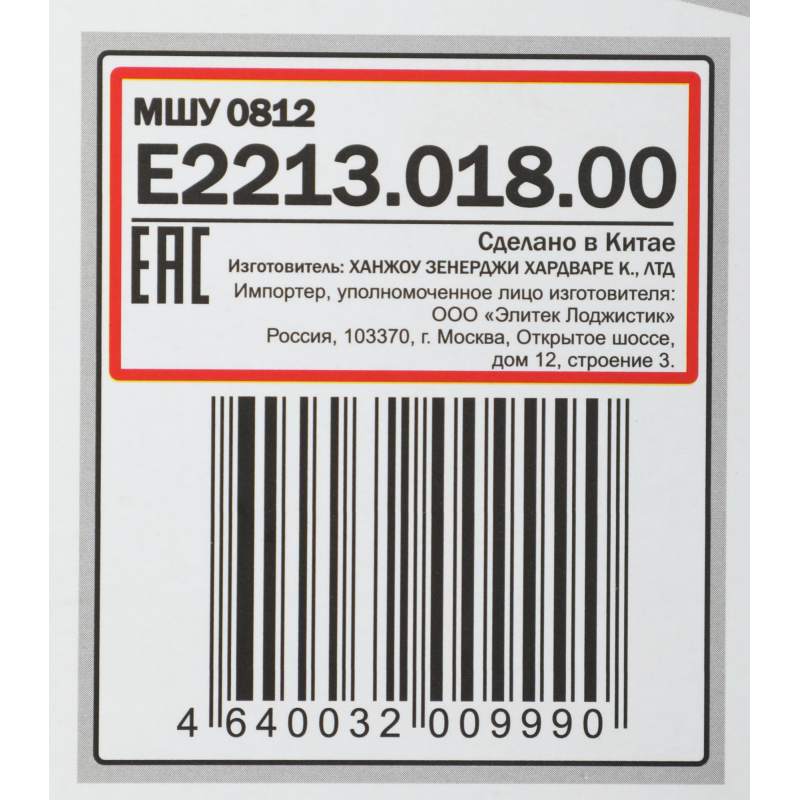 МШУ 0812
E2213.018.00
EAC
Сделано в Китае
Изготовитель: ХАНЖОУ ЗЕНЕРДЖИ ХАРДВАРЕ К., ЛТД
Импортер, уполномоченное лицо изготовителя:
ООО «Элитек Лоджистик»
Россия, 103370, г. Москва, Открытое шоссе,
дом 12, строение 3.
4 640032 009990